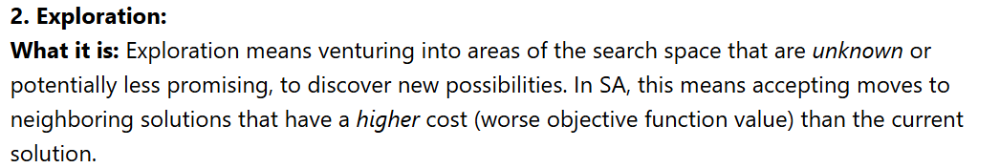 2. Exploration:
What it is: Exploration means venturing into areas of the search space that are unknown or
potentially less promising, to discover new possibilities. In SA, this means accepting moves to
neighboring solutions that have a higher cost (worse objective function value) than the current
solution.